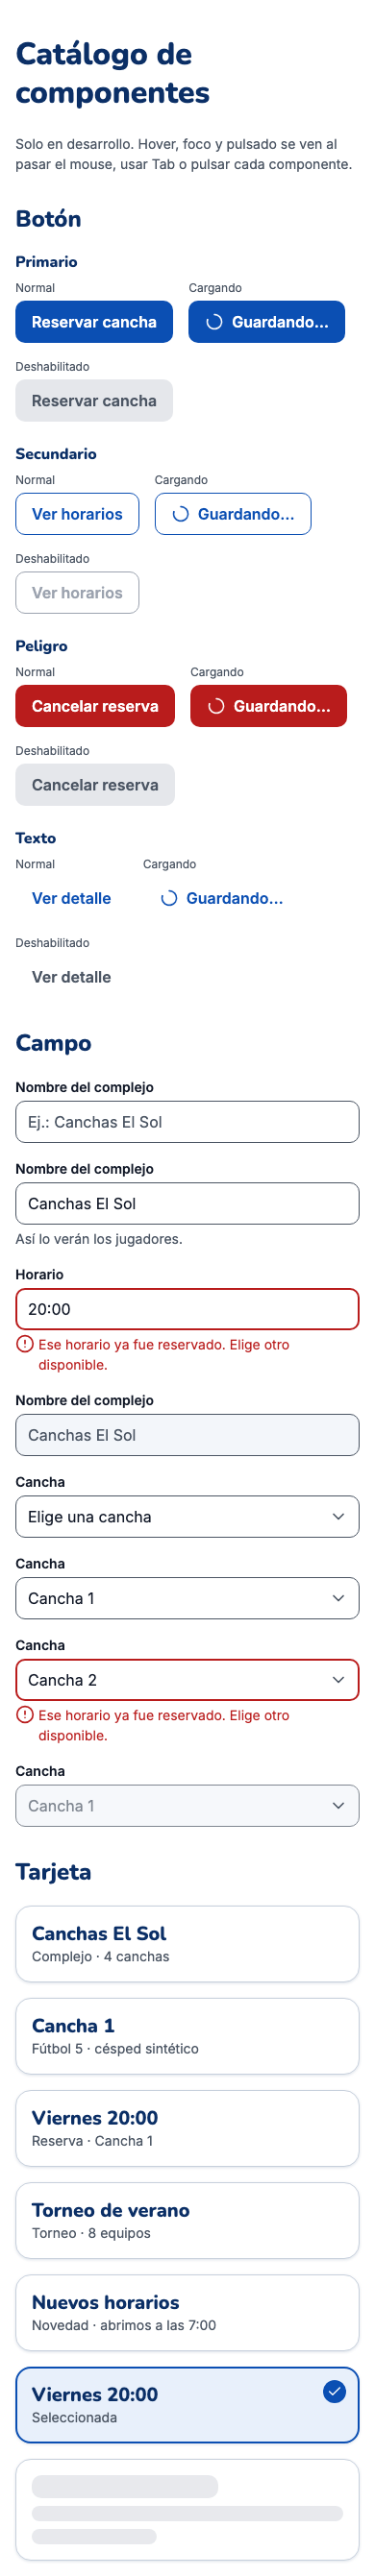 Catálogo de
componentes
Solo en desarrollo. Hover, foco y pulsado se ven al
pasar el mouse, usar Tab o pulsar cada componente.
Botón
Primario
Normal
Cargando
Reservar cancha
Guardando...
Deshabilitado
Reservar cancha
Secundario
Normal
Cargando
Ver horarios
Guardando...
Deshabilitado
Ver horarios
Peligro
Normal
Cargando
Cancelar reserva
Guardando...
Deshabilitado
Cancelar reserva
Texto
Normal
Cargando
Ver detalle
Guardando...
Deshabilitado
Ver detalle
Campo
Nombre del complejo
Ej.: Canchas El Sol
Nombre del complejo
Canchas El Sol
Así lo verán los jugadores.
Horario
20:00
Ese horario ya fue reservado. Elige otro
disponible.
Nombre del complejo
Canchas El Sol
Cancha
Elige una cancha
Cancha
Cancha 1
Cancha
Cancha 2
Ese horario ya fue reservado. Elige otro
disponible.
Cancha
Cancha 1
Tarjeta
Canchas El Sol
Complejo · 4 canchas
Cancha 1
Fútbol 5 · césped sintético
Viernes 20:00
Reserva · Cancha 1
Torneo de verano
Torneo · 8 equipos
Nuevos horarios
Novedad · abrimos a las 7:00
Viernes 20:00
Seleccionada